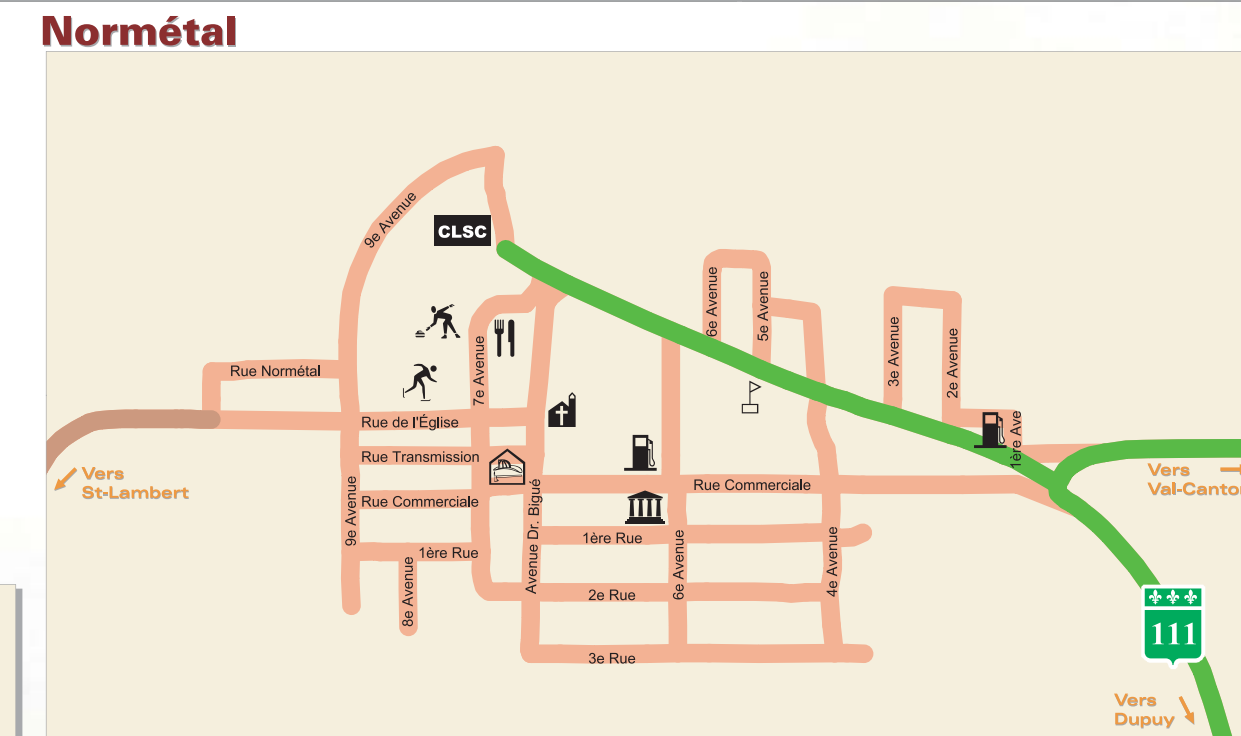 Normétal
9e Avenue
CLSC
6e Avenue
5e Avenue
3e Avenue
2e Avenue
7e Avenue
Rue Normétal
1ère Ave
Rue de l'Église
Rue Transmission
Vers
St-Lambert
Vers
Val-Canto
Rue Commerciale
Rue Commerciale
9e Avenue
Avenue Dr. Bigué
1ère Rue
1ère Rue
8e Avenue
6e Avenue
4e Avenue
2e Rue
3e Rue
111
Vers
Dupuy